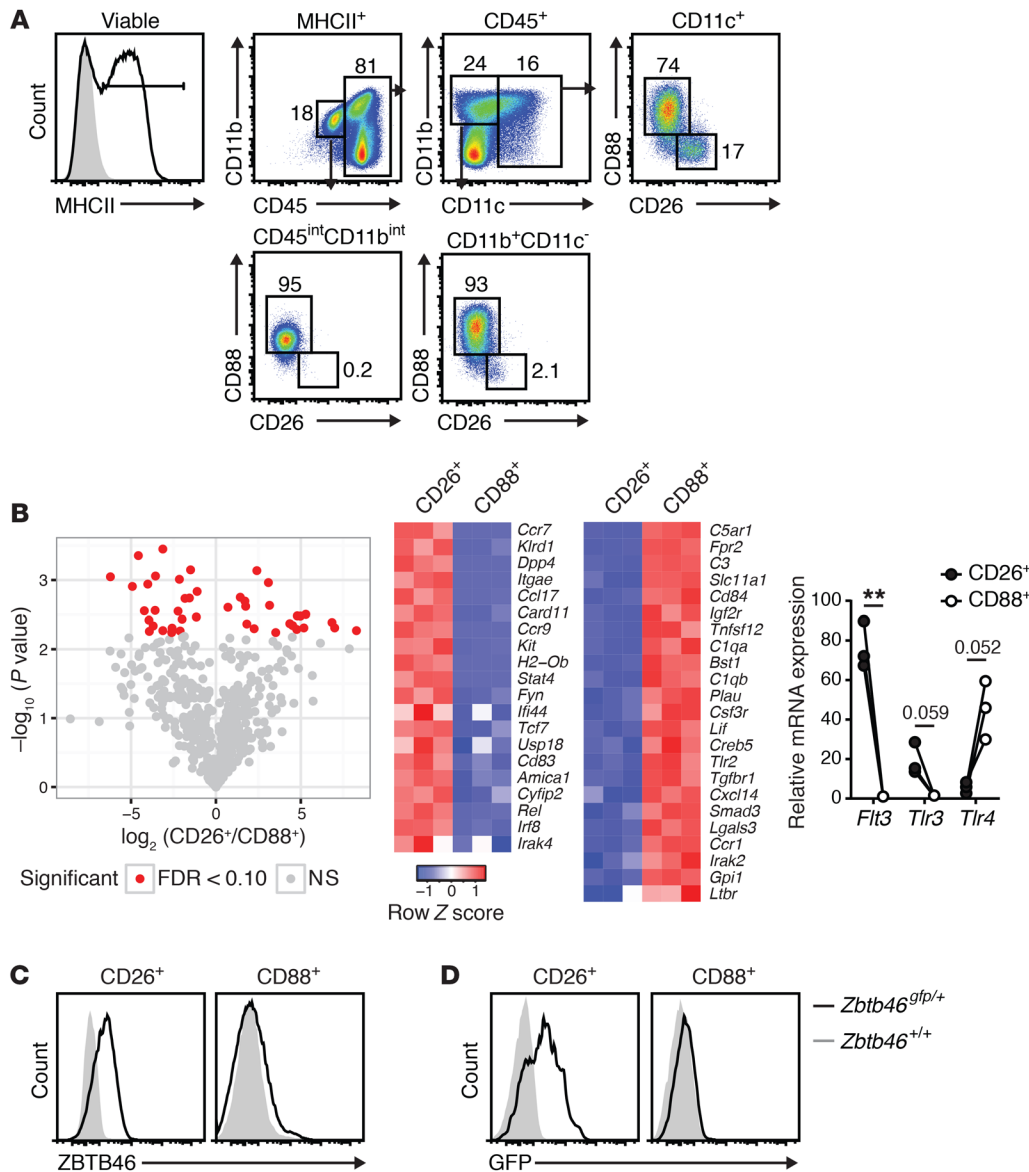 A
Viable
MHCII⁺
CD45⁺
CD11c⁺
Count
MHCII
CD11b
18
81
CD45
CD11b
24
16
CD11c
CD88
74
17
CD26
CD45ⁱⁿᵗCD11bⁱⁿᵗ
CD11b⁺CD11c⁻
CD88
95
0.2
CD26
CD88
93
2.1
CD26
B
–log₁₀ (P value)
3
2
1
0
–5
0
5
log₂ (CD26⁺/CD88⁺)
Significant
FDR < 0.10
NS
CD26⁺
CD88⁺
Ccr7
Klrd1
Dpp4
Itgae
Ccl17
Card11
Ccr9
Kit
H2–Ob
Stat4
Fyn
Ifi44
Tcf7
Usp18
Cd83
Amica1
Cyfip2
Rel
Irf8
Irak4
–1 0 1
Row Z score
CD26⁺
CD88⁺
C5ar1
Fpr2
C3
Slc11a1
Cd84
Igf2r
Tnfsf12
C1qa
Bst1
C1qb
Plau
Csf3r
Lif
Creb5
Tlr2
Tgfbr1
Cxcl14
Smad3
Lgals3
Ccr1
Irak2
Gpi1
Ltbr
CD26⁺
CD88⁺
Relative mRNA expression
100
80
60
40
20
0
**
0.059
0.052
Flt3
Tlr3
Tlr4
C
CD26⁺
CD88⁺
Count
ZBTB46
D
CD26⁺
CD88⁺
Count
GFP
Zbtb46ᵍᶠᵖ/⁺
Zbtb46⁺/⁺